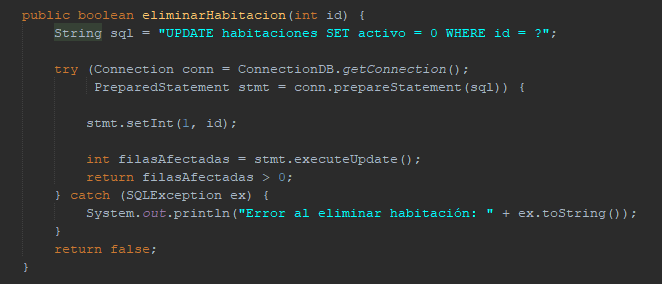 public boolean eliminarHabitacion(int id) {
    String sql = "UPDATE habitaciones SET activo = 0 WHERE id = ?";

    try (Connection conn = ConnectionDB.getConnection();
         PreparedStatement stmt = conn.prepareStatement(sql)) {

        stmt.setInt(1, id);

        int filasAfectadas = stmt.executeUpdate();
        return filasAfectadas > 0;
    } catch (SQLException ex) {
        System.out.println("Error al eliminar habitación: " + ex.toString());
    }
    return false;
}